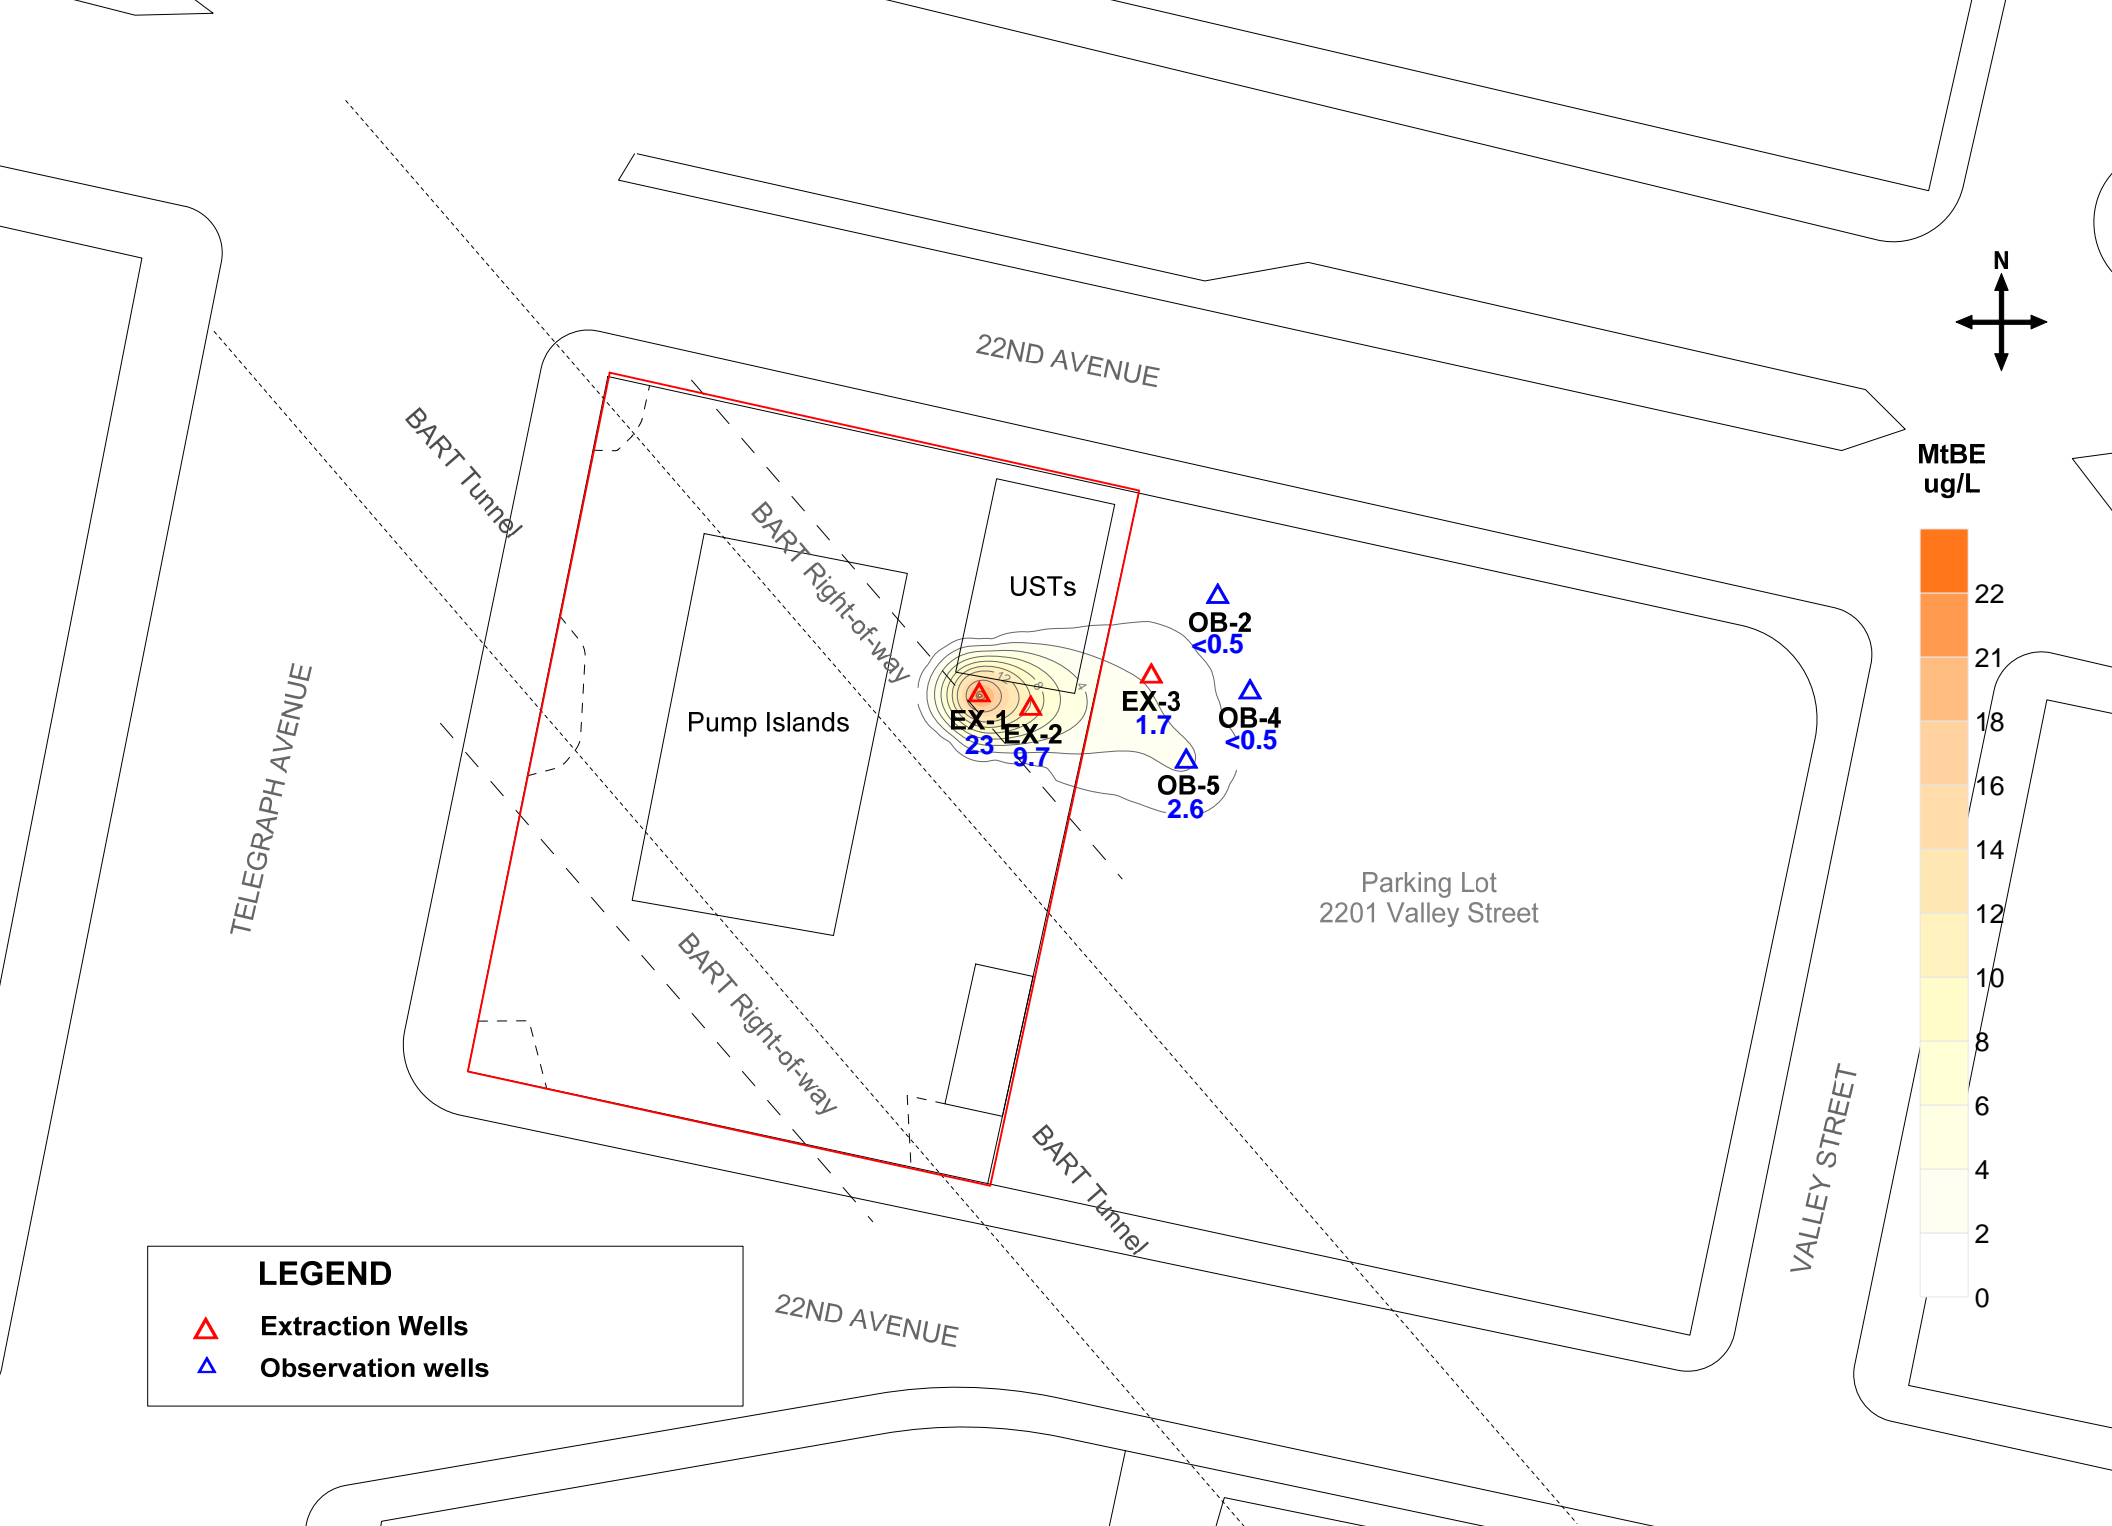 N
22ND AVENUE
BART Tunnel
MtBE
ug/L
BART Right-of-way
USTs
OB-2
<0.5
22
21
18
16
14
12
10
8
6
4
2
0
12
8
4
EX-1
23
EX-2
9.7
EX-3
1.7
OB-4
<0.5
OB-5
2.6
Pump Islands
TELEGRAPH AVENUE
Parking Lot
2201 Valley Street
BART Right-of-way
BART Tunnel
VALLEY STREET
22ND AVENUE
LEGEND
Extraction Wells
Observation wells